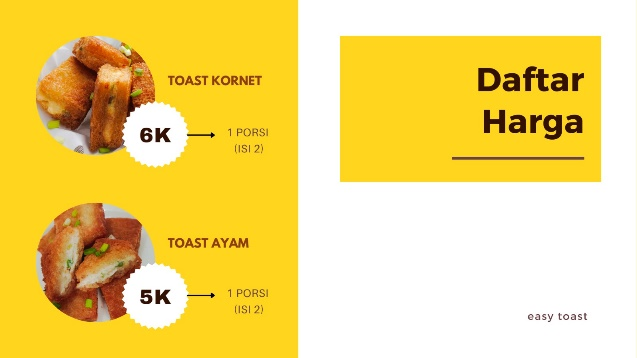 TOAST KORNET
6K
1 PORSI
(ISI 2)
TOAST AYAM
5K
1 PORSI
(ISI 2)
Daftar
Harga
easy toast